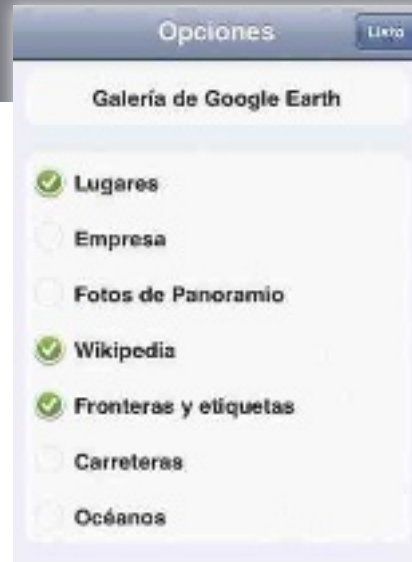 Opciones
Listo
Galería de Google Earth
Lugares
Empresa
Fotos de Panoramio
Wikipedia
Fronteras y etiquetas
Carreteras
Océanos